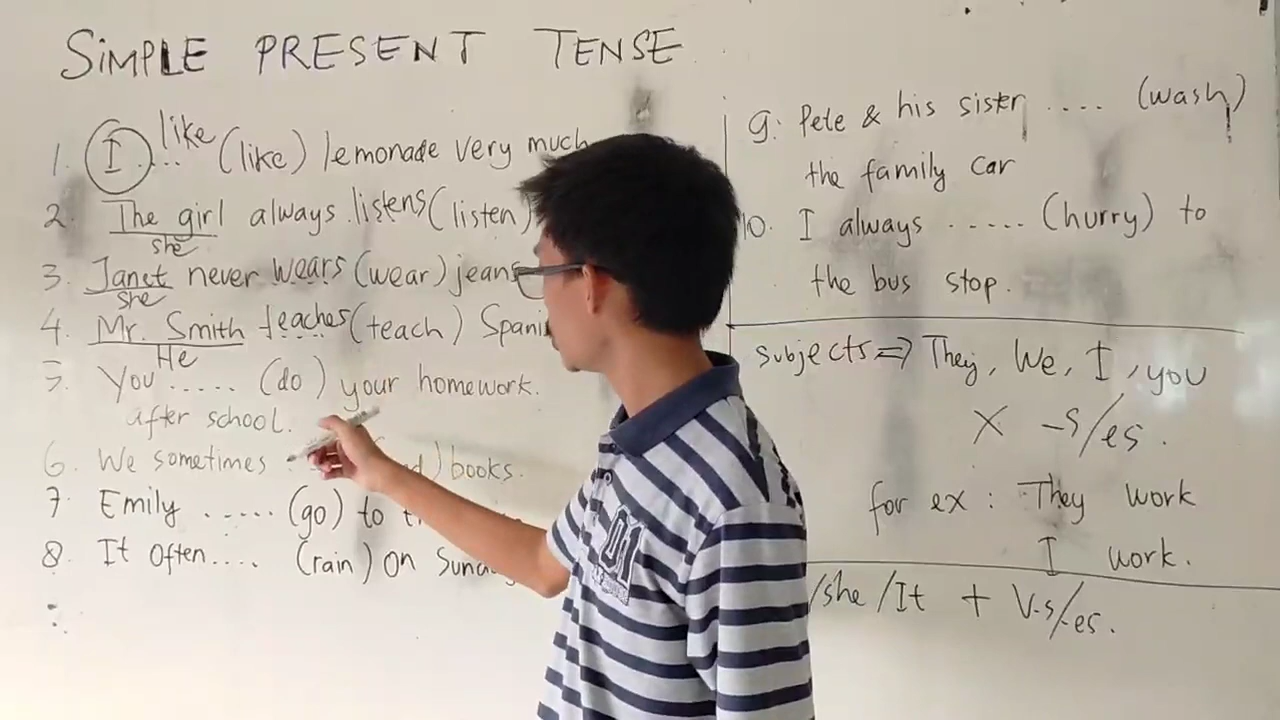 SIMPLE PRESENT TENSE
1. I like (like) lemonade very much
2. The girl always listens (listen)
she
3. Janet never wears (wear) jeans
she
4. Mr. Smith teaches (teach)
He
5. You ..... (do) your homework.
after school.
6. We sometimes books.
7 Emily ..... (go) to
8. It often.... (rain) on
g: Pete & his sister .... (wash)
the family car
10. I always ..... (hurry) to
the bus stop.
subjects => They, We, I, you
X -s/es.
for ex: They work
I work.
/she/It + V-s/-es.
01